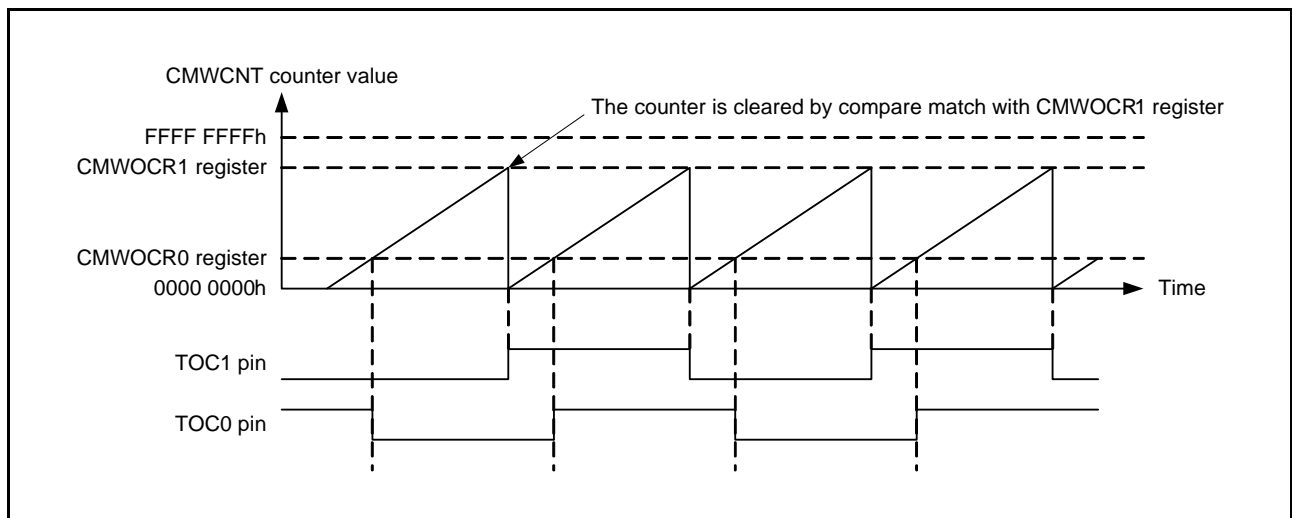 CMWCNT counter value
The counter is cleared by compare match with CMWOCR1 register
FFFF FFFFh
CMWOCR1 register
CMWOCR0 register
0000 0000h
Time
TOC1 pin
TOC0 pin